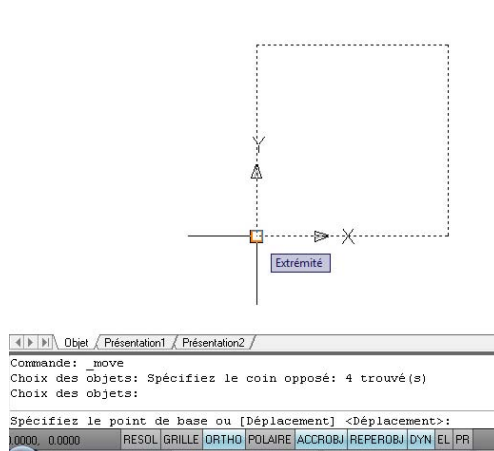 Y
X
Extrémité
Objet Présentation1 Présentation2
Commande: _move
Choix des objets: Spécifiez le coin opposé: 4 trouvé(s)
Choix des objets:
Spécifiez le point de base ou [Déplacement] <Déplacement>:
.0000, 0.0000 RESOL GRILLE ORTHO POLAIRE ACCROBJ REPEROBJ DYN EL PR